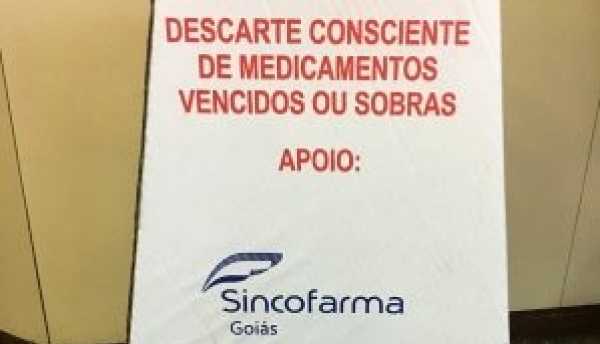 DESCARTE CONSCIENTE
DE MEDICAMENTOS
VENCIDOS OU SOBRAS
APOIO:
Sincofarma
Goiás